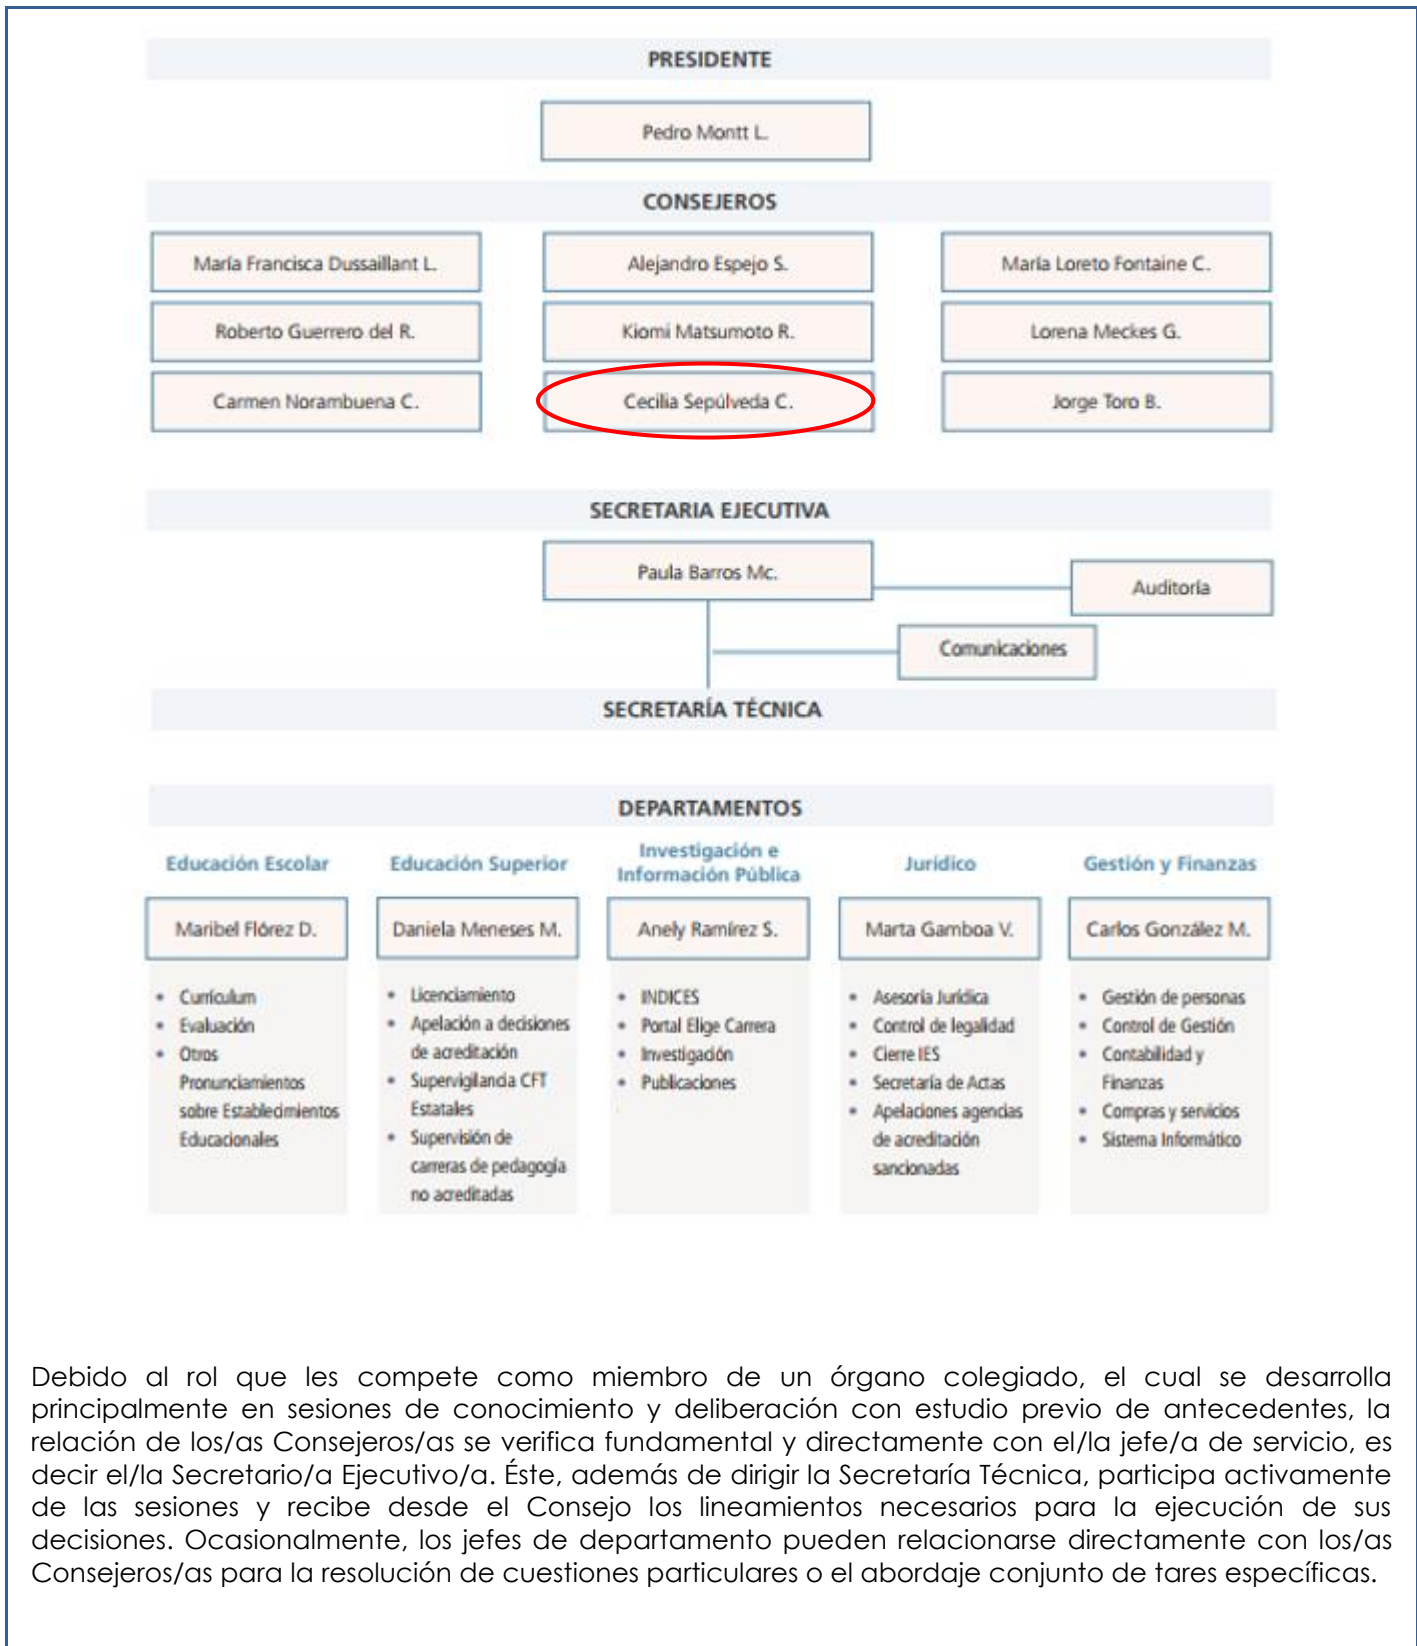 PRESIDENTE
Pedro Montt L.
CONSEJEROS
María Francisca Dussaillant L.
Alejandro Espejo S.
María Loreto Fontaine C.
Roberto Guerrero del R.
Kiomi Matsumoto R.
Lorena Meckes G.
Carmen Norambuena C.
Cecilia Sepúlveda C.
Jorge Toro B.
SECRETARIA EJECUTIVA
Paula Barros Mc.
Auditoría
Comunicaciones
SECRETARÍA TÉCNICA
DEPARTAMENTOS
Educación Escolar
Maribel Flórez D.
• Currículum
• Evaluación
• Otros
Pronunciamientos
sobre Establecimientos
Educacionales
Educación Superior
Daniela Meneses M.
• Licenciamiento
• Apelación a decisiones
de acreditación
• Supervigilancia CFT
Estatales
• Supervisión de
carreras de pedagogía
no acreditadas
Investigación e
Información Pública
Anely Ramírez S.
• INDICES
• Portal Elige Carrera
• Investigación
• Publicaciones
Jurídico
Marta Gamboa V.
• Asesoría Jurídica
• Control de legalidad
• Cierre IES
• Secretaría de Actas
• Apelaciones agencias
de acreditación
sancionadas
Gestión y Finanzas
Carlos González M.
• Gestión de personas
• Control de Gestión
• Contabilidad y
Finanzas
• Compras y servicios
• Sistema Informático
Debido al rol que les compete como miembro de un órgano colegiado, el cual se desarrolla
principalmente en sesiones de conocimiento y deliberación con estudio previo de antecedentes, la
relación de los/as Consejeros/as se verifica fundamental y directamente con el/la jefe/a de servicio, es
decir el/la Secretario/a Ejecutivo/a. Éste, además de dirigir la Secretaría Técnica, participa activamente
de las sesiones y recibe desde el Consejo los lineamientos necesarios para la ejecución de sus
decisiones. Ocasionalmente, los jefes de departamento pueden relacionarse directamente con los/as
Consejeros/as para la resolución de cuestiones particulares o el abordaje conjunto de tares específicas.